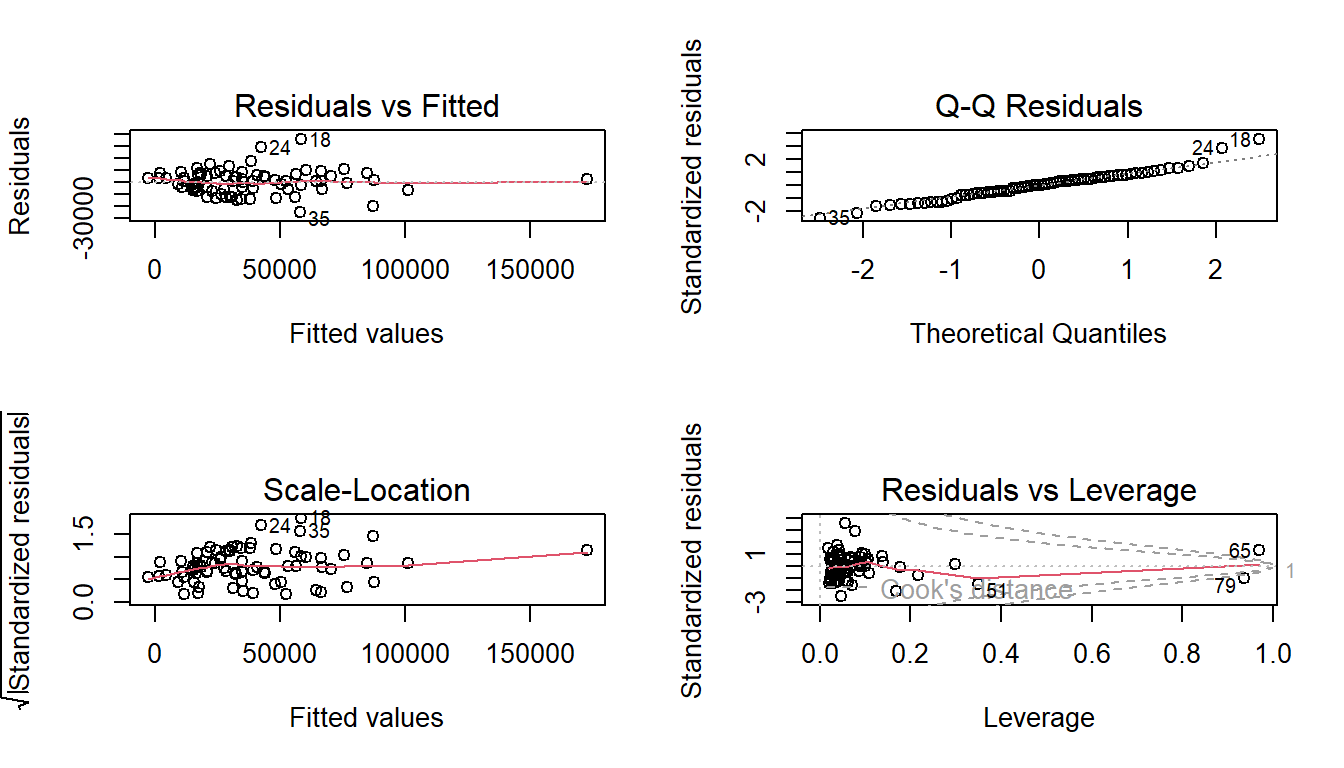 Residuals vs Fitted
Residuals
-30000
24
18
35
0 50000 100000 150000
Fitted values
Q-Q Residuals
Standardized residuals
2
-2
24 18
35
-2 -1 0 1 2
Theoretical Quantiles
Scale-Location
√|Standardized residuals|
1.5
0.0
24
18
35
0 50000 100000 150000
Fitted values
Residuals vs Leverage
Standardized residuals
1
-3
65
1
79
51
Cook's distance
0.0 0.2 0.4 0.6 0.8 1.0
Leverage